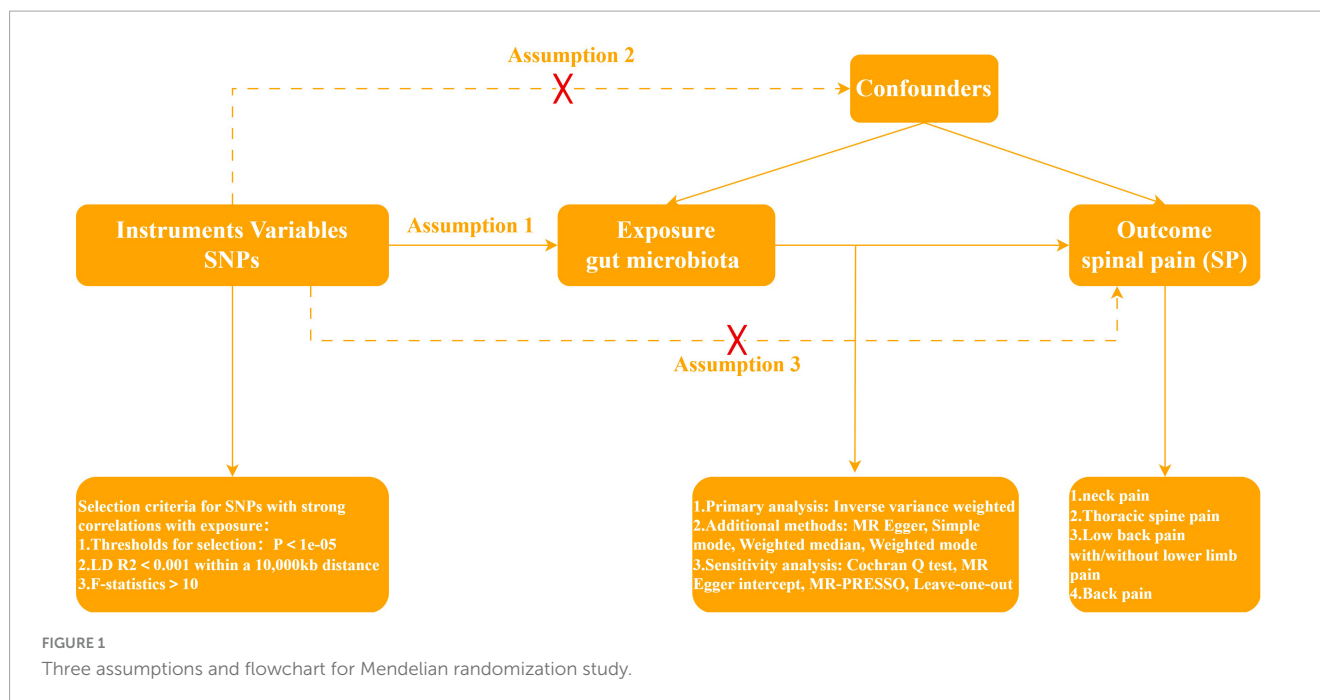 Assumption 2
Confounders
Instruments Variables
SNPs
Assumption 1
Exposure
gut microbiota
Outcome
spinal pain (SP)
Assumption 3
Selection criteria for SNPs with strong
correlations with exposure：
1.Thresholds for selection： P < 1e-05
2.LD R2 < 0.001 within a 10,000kb distance
3.F-statistics > 10
1.Primary analysis: Inverse variance weighted
2.Additional methods: MR Egger, Simple
mode, Weighted median, Weighted mode
3.Sensitivity analysis: Cochran Q test, MR
Egger intercept, MR-PRESSO, Leave-one-out
1.neck pain
2.Thoracic spine pain
3.Low back pain
with/without lower limb
pain
4.Back pain
FIGURE 1
Three assumptions and flowchart for Mendelian randomization study.